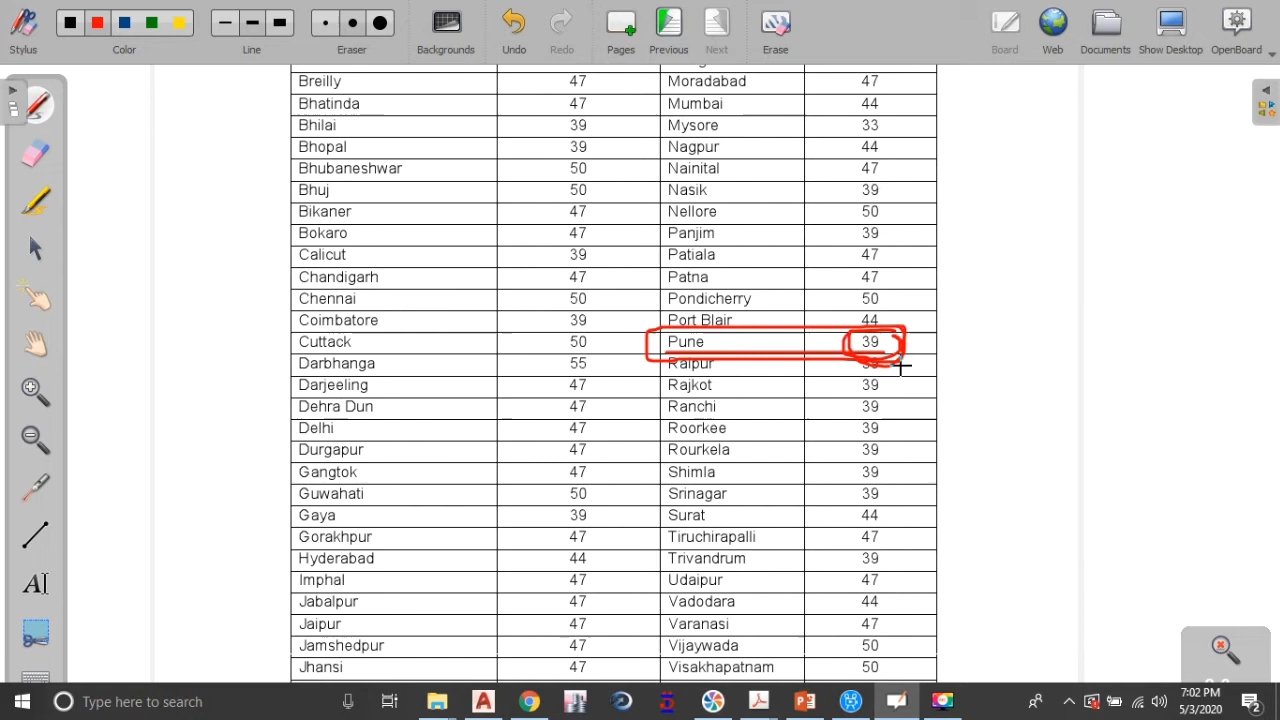 Stylus Color Line Eraser Backgrounds Undo Redo Pages Previous Next Erase Board Web Documents Show Desktop OpenBoard
Breilly 47 Moradabad 47
Bhatinda 47 Mumbai 44
Bhilai 39 Mysore 33
Bhopal 39 Nagpur 44
Bhubaneshwar 50 Nainital 47
Bhuj 50 Nasik 39
Bikaner 47 Nellore 50
Bokaro 47 Panjim 39
Calicut 39 Patiala 47
Chandigarh 47 Patna 47
Chennai 50 Pondicherry 50
Coimbatore 39 Port Blair 44
Cuttack 50 Pune 39
Darbhanga 55 Raipur
Darjeeling 47 Rajkot 39
Dehra Dun 47 Ranchi 39
Delhi 47 Roorkee 39
Durgapur 47 Rourkela 39
Gangtok 47 Shimla 39
Guwahati 50 Srinagar 39
Gaya 39 Surat 44
Gorakhpur 47 Tiruchirapalli 47
Hyderabad 44 Trivandrum 39
Imphal 47 Udaipur 47
Jabalpur 47 Vadodara 44
Jaipur 47 Varanasi 47
Jamshedpur 47 Vijaywada 50
Jhansi 47 Visakhapatnam 50
Type here to search
7:02 PM
5/3/2020